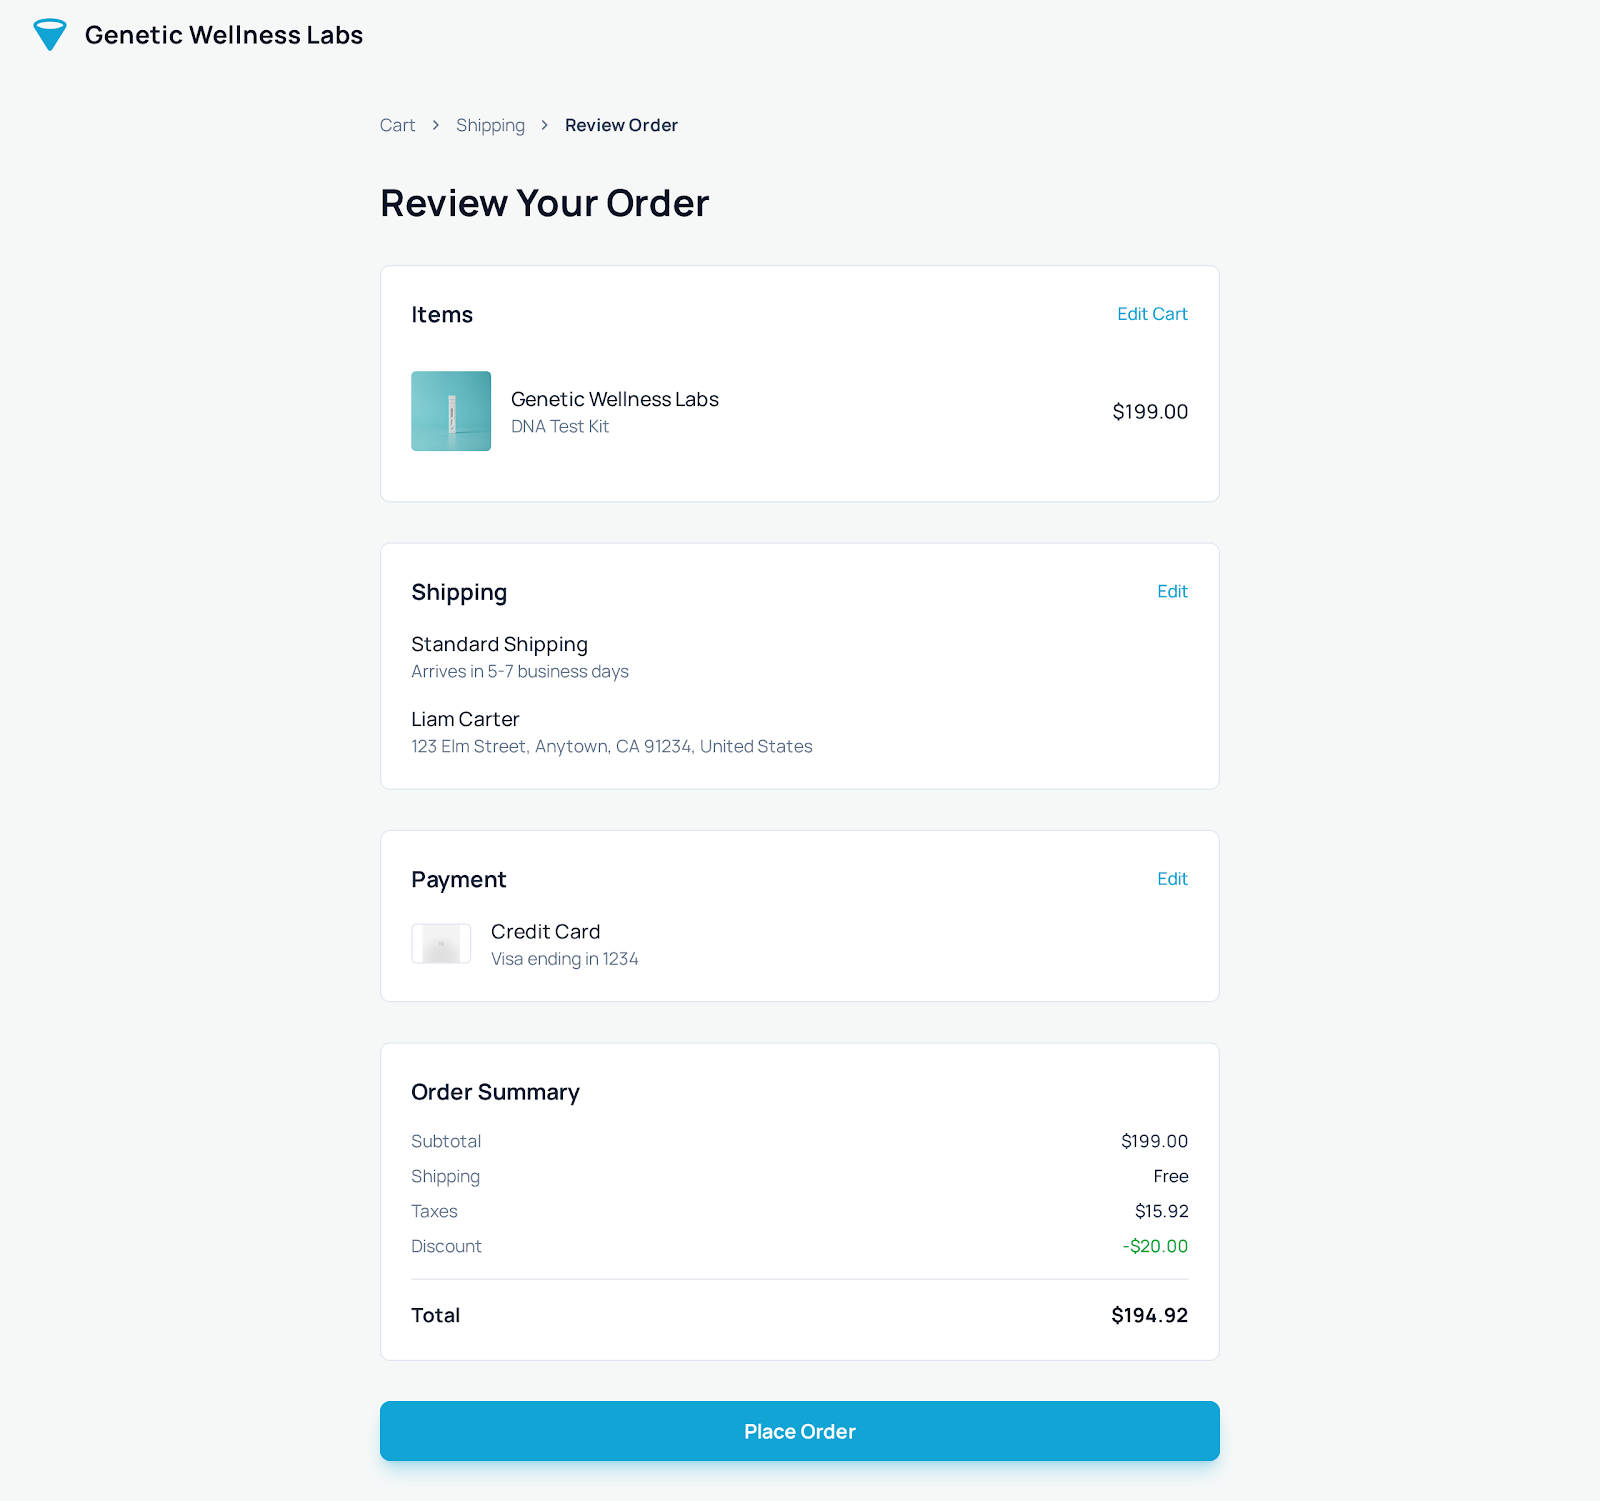 Genetic Wellness Labs
Cart > Shipping > Review Order
Review Your Order
Items
Edit Cart
Genetic Wellness Labs
DNA Test Kit
$199.00
Shipping
Edit
Standard Shipping
Arrives in 5-7 business days
Liam Carter
123 Elm Street, Anytown, CA 91234, United States
Payment
Edit
Credit Card
Visa ending in 1234
Order Summary
Subtotal $199.00
Shipping Free
Taxes $15.92
Discount -$20.00
Total $194.92
Place Order